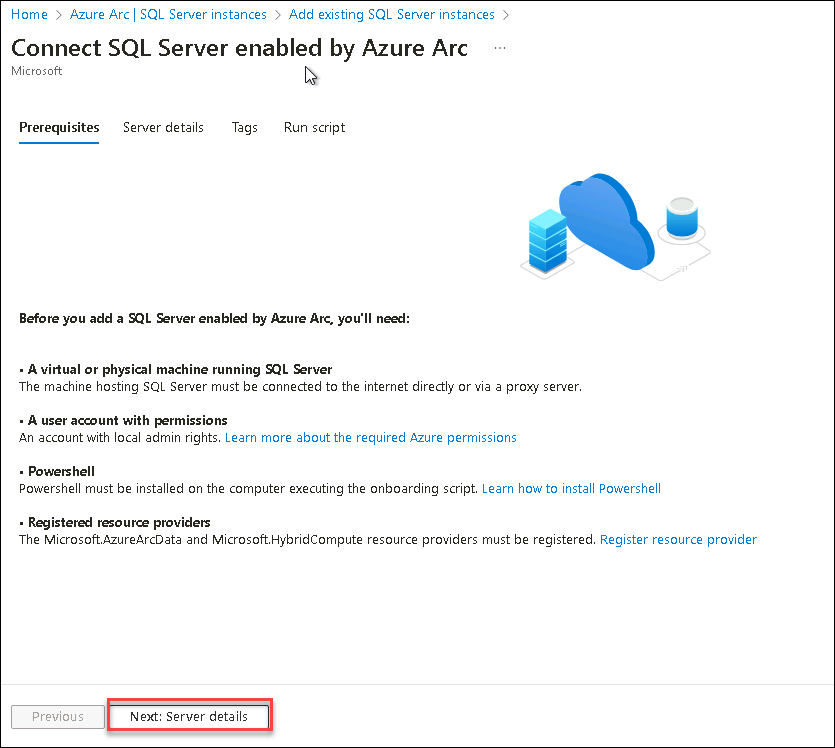 Home > Azure Arc | SQL Server instances > Add existing SQL Server instances >
Connect SQL Server enabled by Azure Arc ...
Microsoft
Prerequisites Server details Tags Run script
Before you add a SQL Server enabled by Azure Arc, you'll need:
• A virtual or physical machine running SQL Server
The machine hosting SQL Server must be connected to the internet directly or via a proxy server.
• A user account with permissions
An account with local admin rights. Learn more about the required Azure permissions
• Powershell
Powershell must be installed on the computer executing the onboarding script. Learn how to install Powershell
• Registered resource providers
The Microsoft.AzureArcData and Microsoft.HybridCompute resource providers must be registered. Register resource provider
Previous Next: Server details